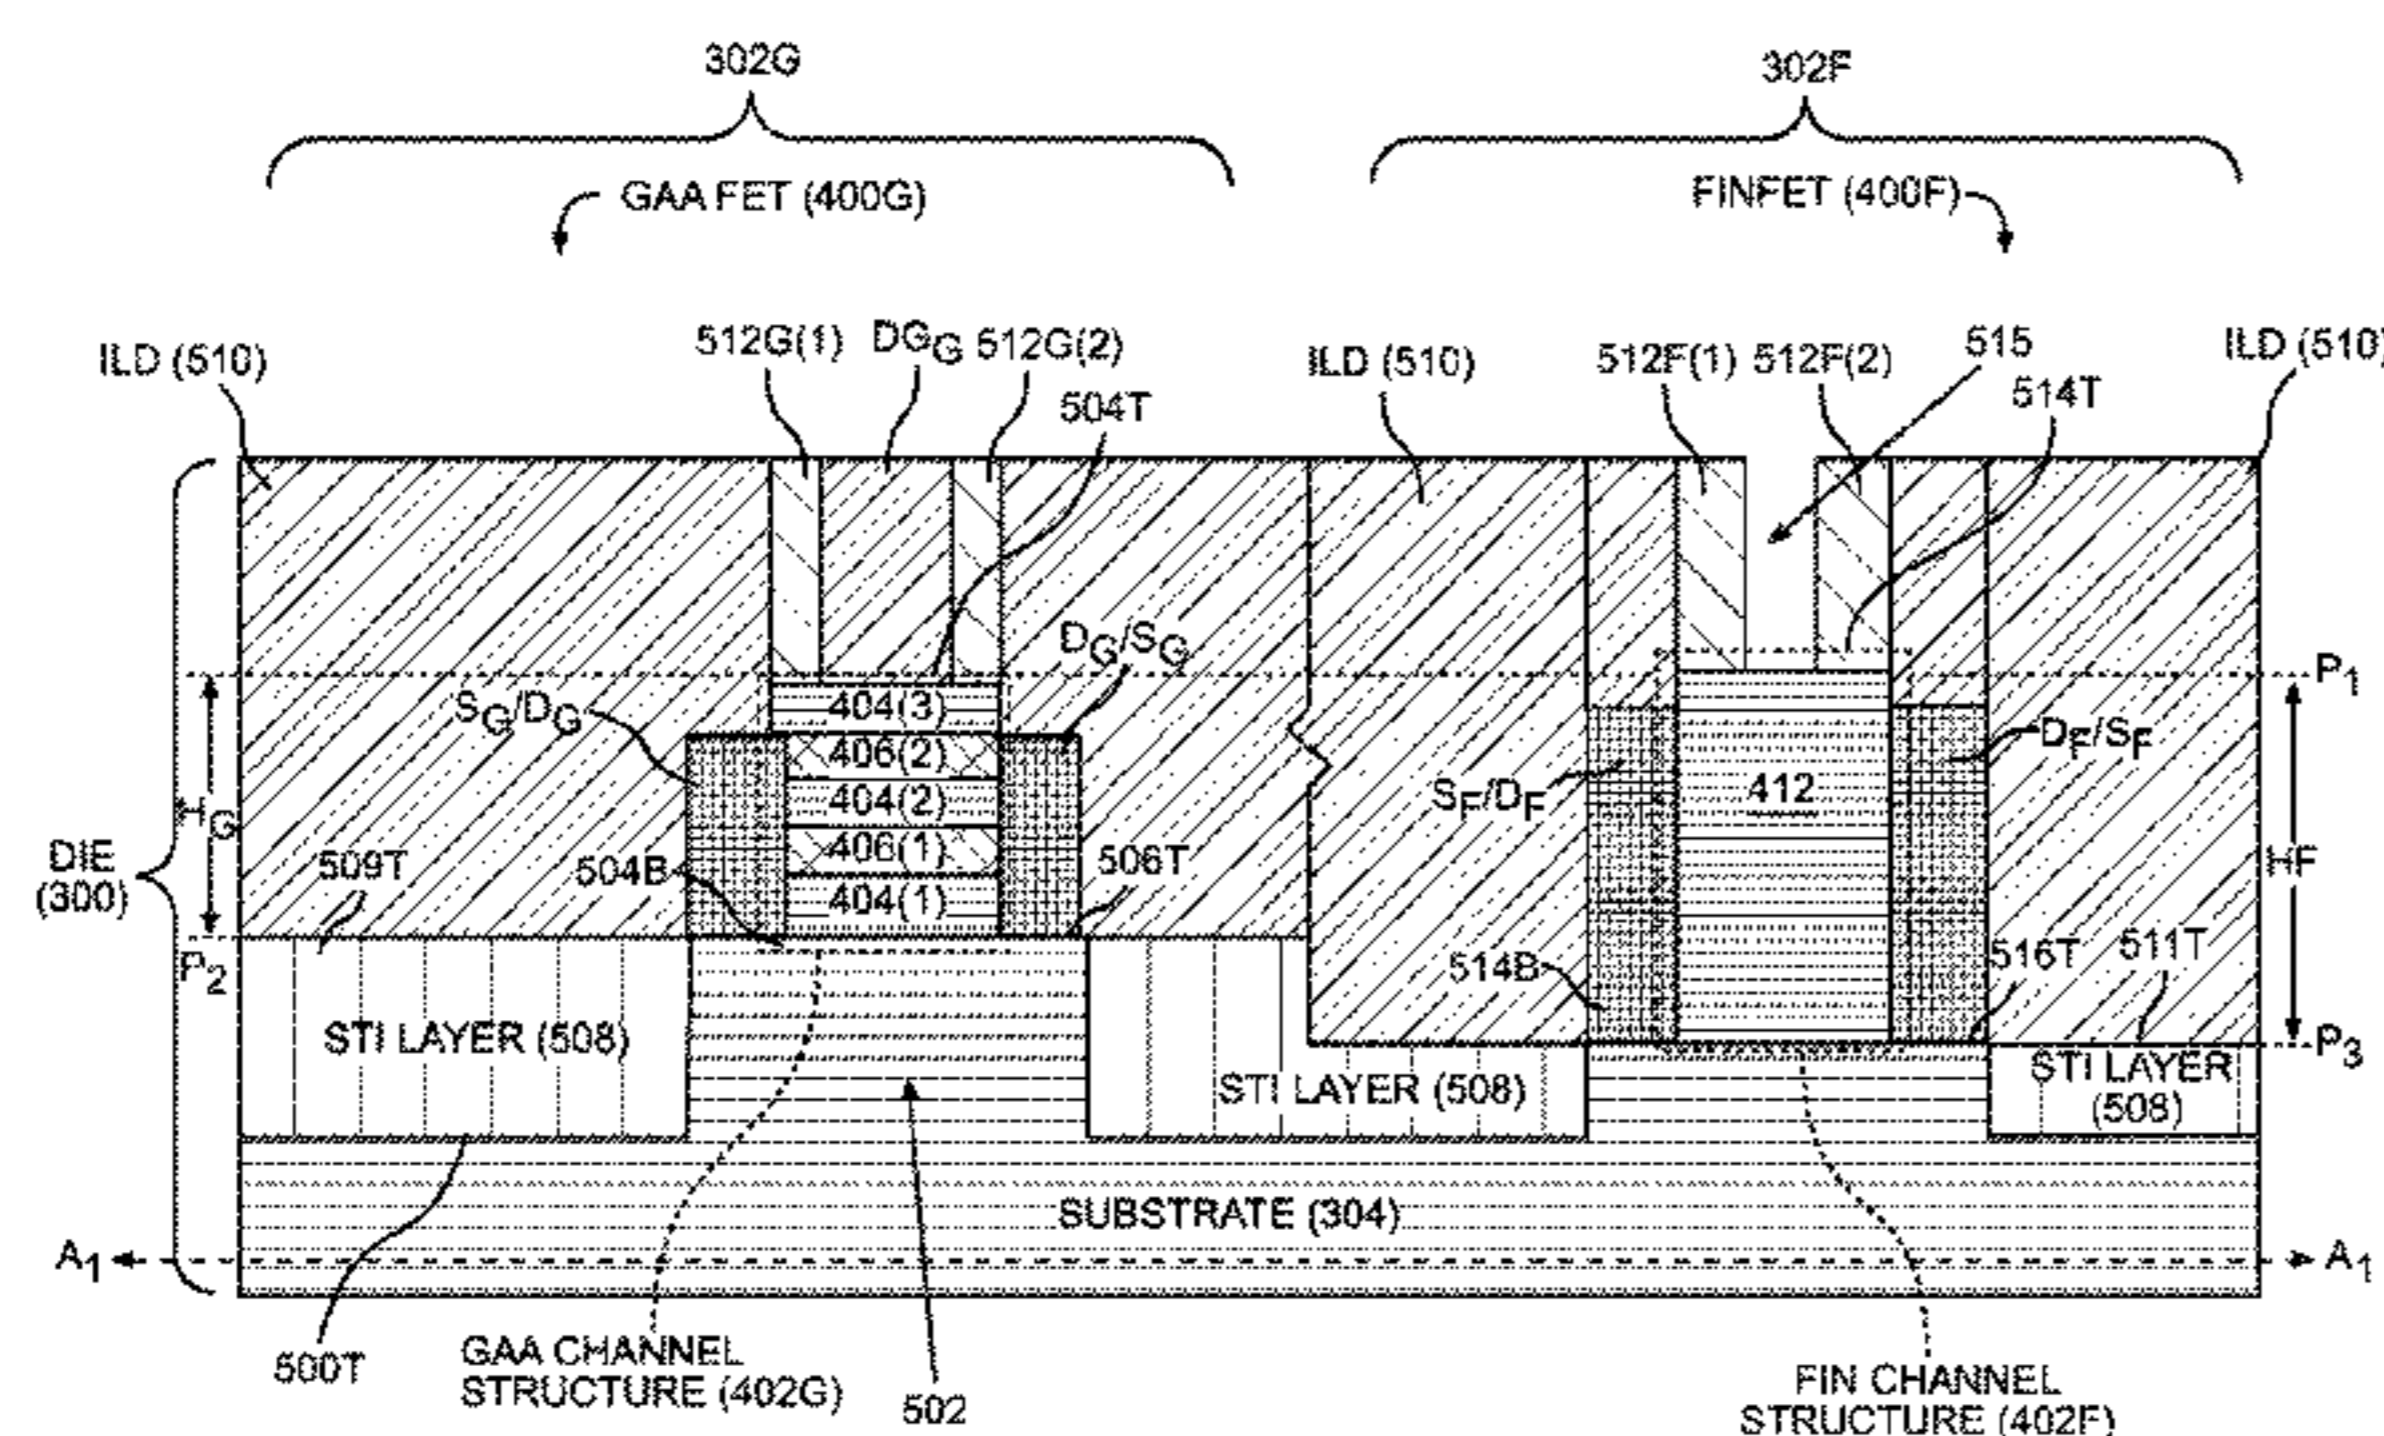 302G
302F
GAA FET (400G)
FINFET (400F)
ILD (510)
512G(1)
DGG
512G(2)
504T
ILD (510)
512F(1)
512F(2)
515
514T
ILD (510)
DG/SG
P1
SG/DG
404(3)
406(2)
DF/SF
404(2)
SF/DF
412
HG
406(1)
DIE
(300)
509T
504B
506T
HF
404(1)
P2
514B
516T
511T
STI LAYER (508)
P3
STI LAYER (508)
STI LAYER
(508)
SUBSTRATE (304)
A1
A1
500T
GAA CHANNEL
STRUCTURE (402G)
502
FIN CHANNEL
STRUCTURE (402F)